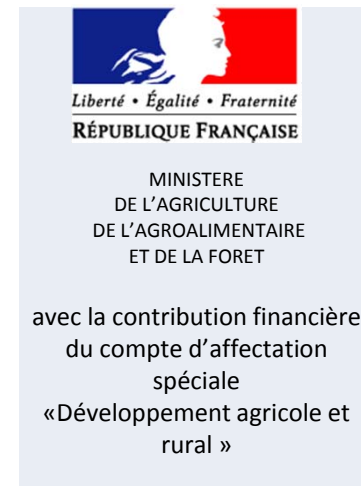 Liberté • Égalité • Fraternité
RÉPUBLIQUE FRANÇAISE
MINISTERE
DE L’AGRICULTURE
DE L’AGROALIMENTAIRE
ET DE LA FORET
avec la contribution financière
du compte d’affectation
spéciale
«Développement agricole et
rural »